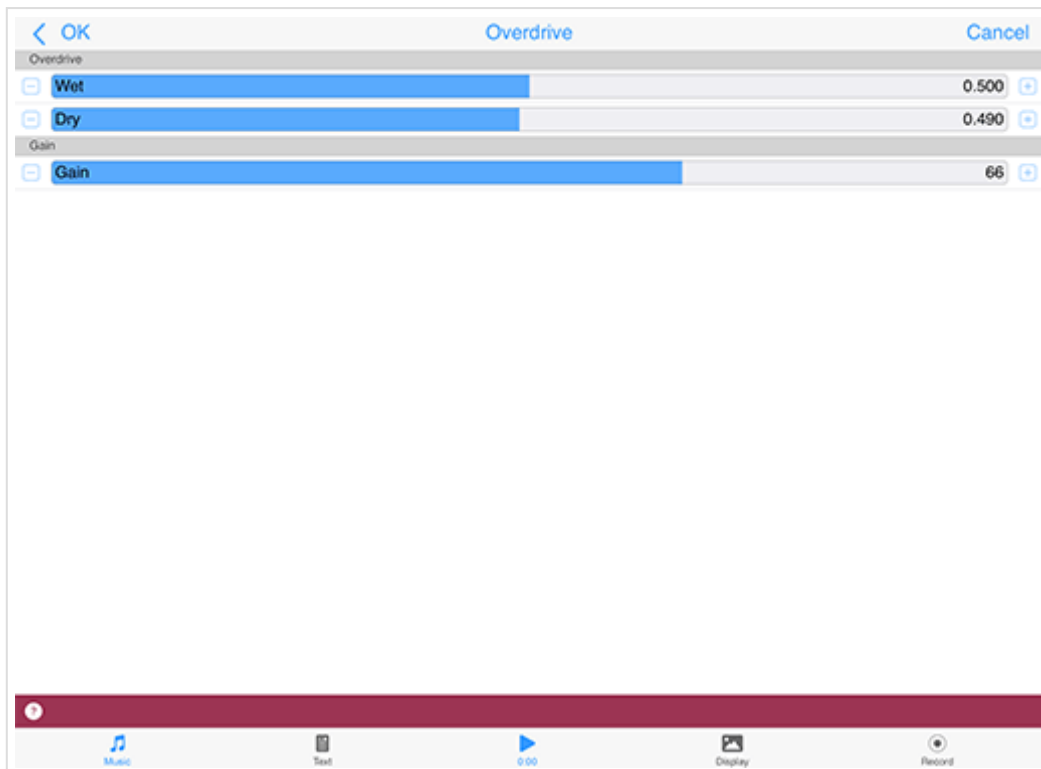 OK Overdrive Cancel
Overdrive
Wet 0.500
Dry 0.490
Gain
Gain 66
?
Music Text 0:00 Display Record